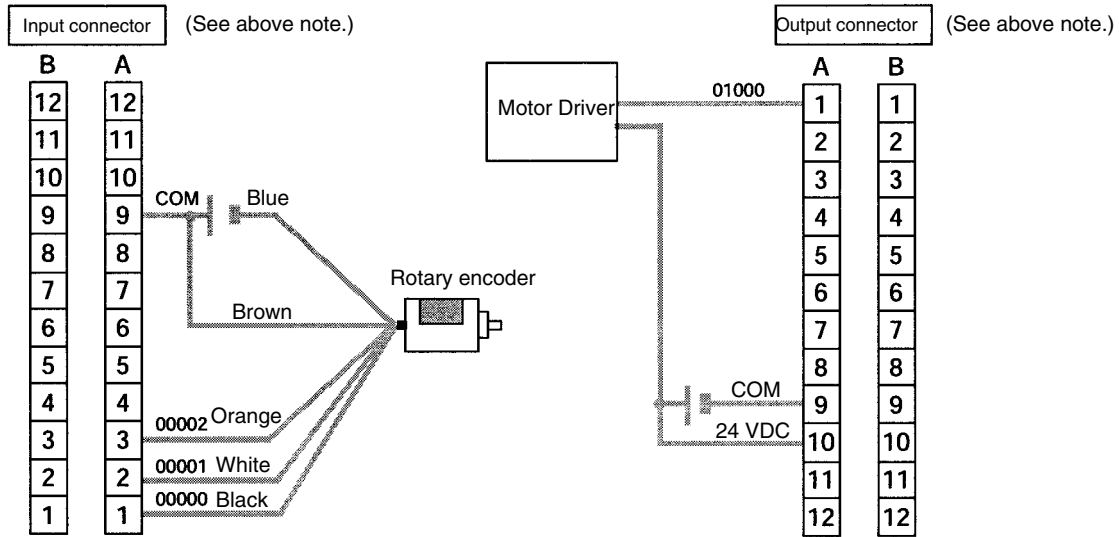 Input connector (See above note.)
B A
12 12
11 11
10 10
9 9
8 8
7 7
6 6
5 5
4 4
3 3
2 2
1 1
COM Blue
Brown
Rotary encoder
00002 Orange
00001 White
00000 Black
Output connector (See above note.)
A B
Motor Driver
01000
1 1
2 2
3 3
4 4
5 5
6 6
7 7
8 8
9 9
10 10
11 11
12 12
COM
24 VDC